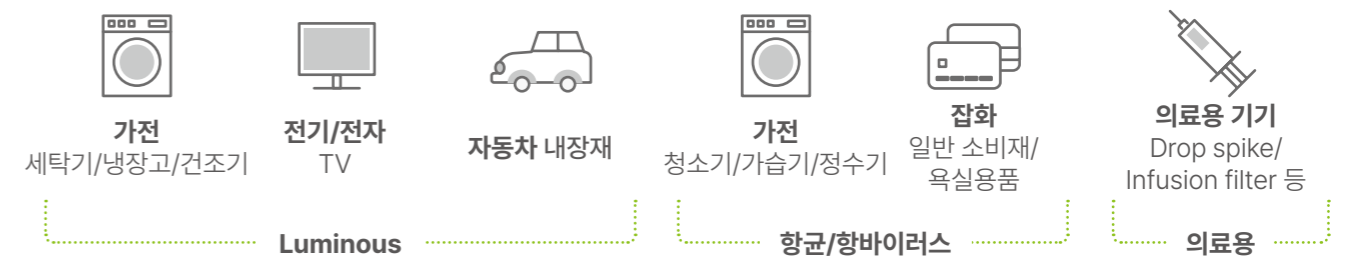 가전
세탁기/냉장고/건조기
전기/전자
TV
자동차 내장재
가전
청소기/가습기/정수기
잡화
일반 소비재/
욕실용품
의료용 기기
Drop spike/
Infusion filter 등
Luminous
항균/항바이러스
의료용